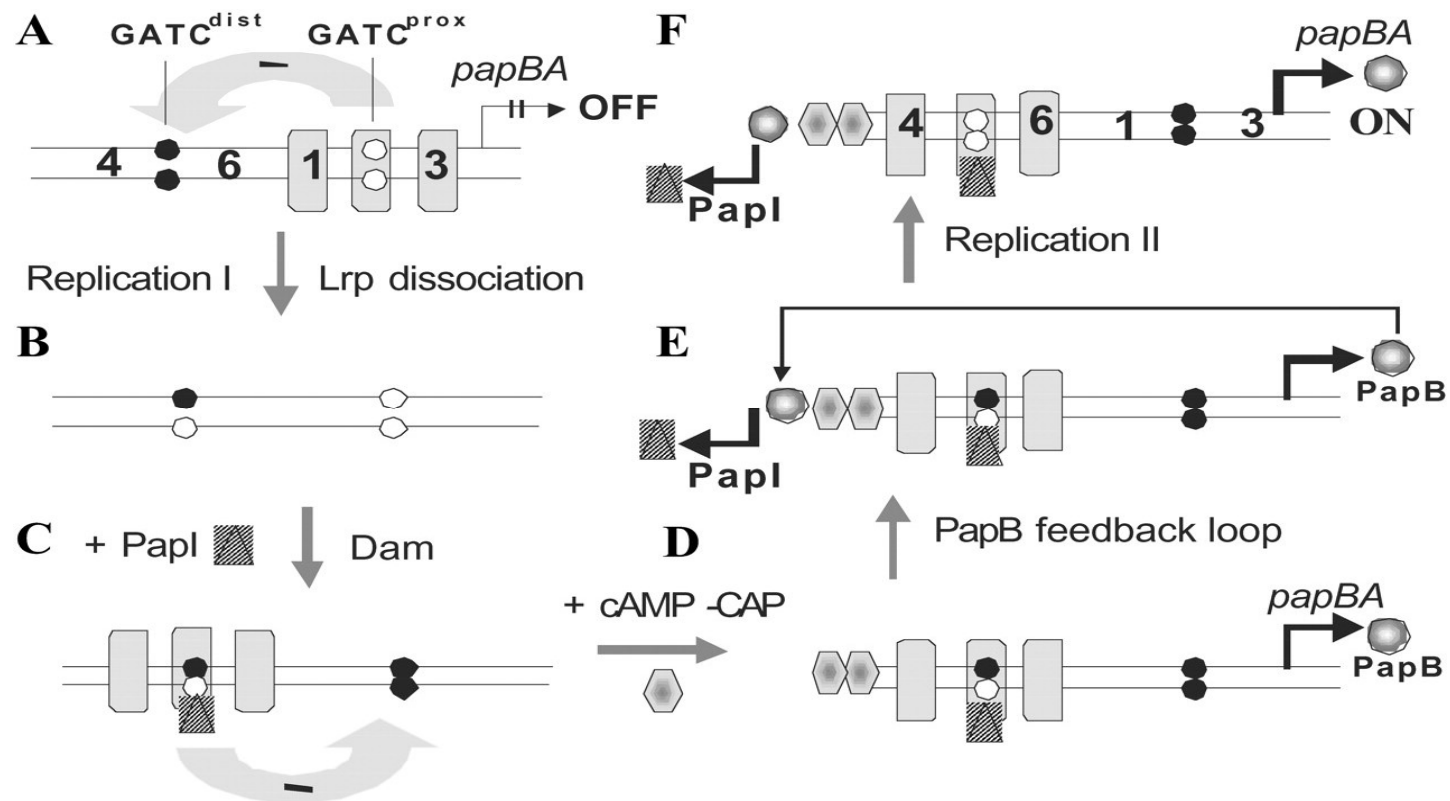 A
GATC^dist GATC^prox
papBA
OFF
4 6 1 3
Replication I Lrp dissociation
B
C
+ PapI Dam
+ cAMP -CAP
D
papBA
PapB
PapB feedback loop
E
PapB
PapI
Replication II
F
papBA
4 6 1 3 ON
PapI